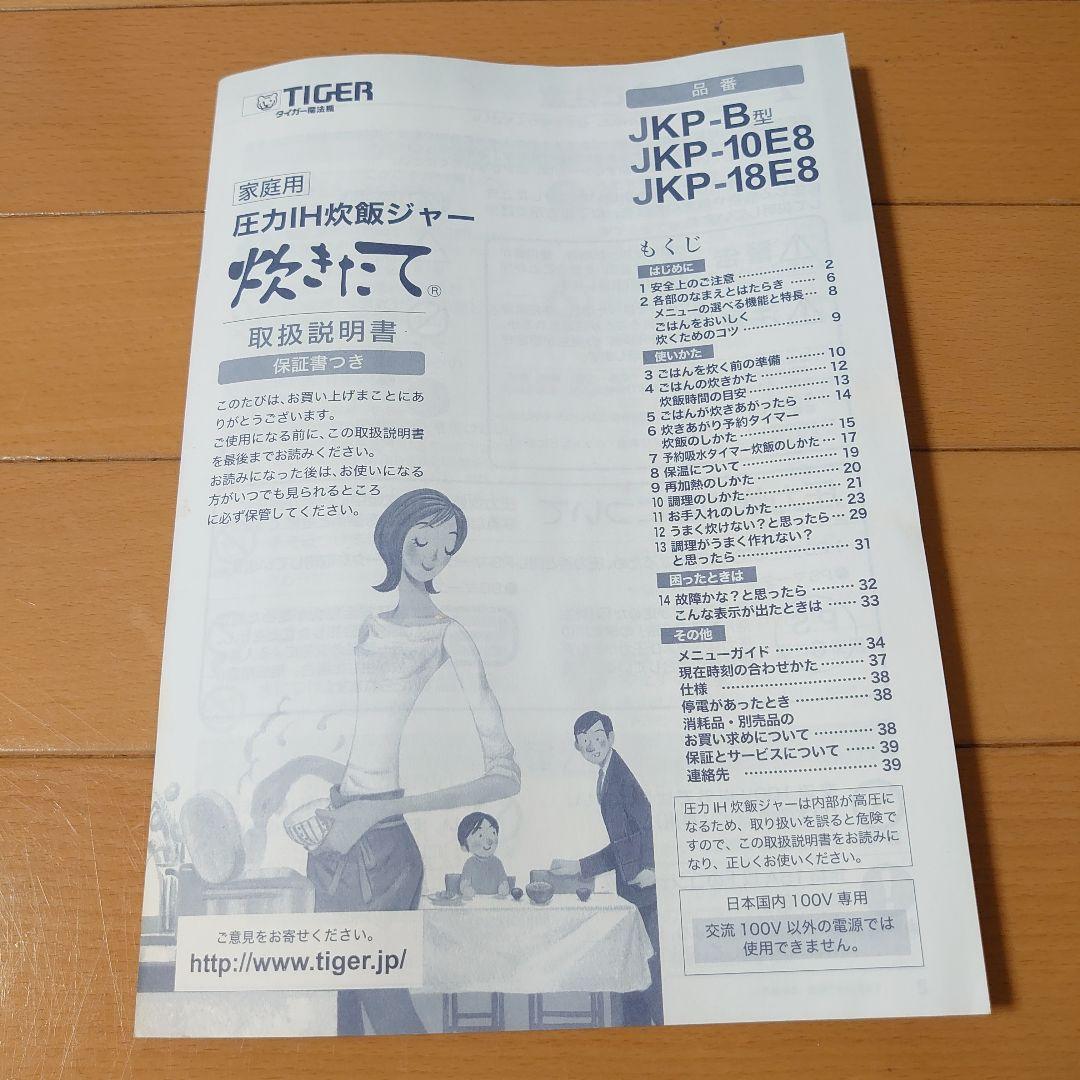 TIGER
タイガー魔法瓶
家庭用
圧力IH炊飯ジャー
炊きたて®
取扱説明書
保証書つき
このたびは、お買い上げまことにあ
りがとうございます。
ご使用になる前に、この取扱説明書
を最後までお読みください。
お読みになった後は、お使いになる
方がいつでも見られるところ
に必ず保管してください。
ご意見をお寄せください。
http://www.tiger.jp/
品番
JKP-B型
JKP-10E8
JKP-18E8
もくじ
はじめに
1 安全上のご注意 …………… 2
2 各部のなまえとはたらき …… 6
メニューの選べる機能と特長… 8
ごはんをおいしく
炊くためのコツ …………… 9
使いかた
3 ごはんを炊く前の準備 ……… 10
4 ごはんの炊きかた ………… 12
炊飯時間の目安 ………… 13
5 ごはんが炊きあがったら …… 14
6 炊きあがり予約タイマー
炊飯のしかた …………… 15
7 予約吸水タイマー炊飯のしかた… 17
8 保温について …………… 19
9 再加熱のしかた ………… 20
10 調理のしかた…………… 21
11 お手入れのしかた ………… 23
12 うまく炊けない？と思ったら… 29
13 調理がうまく作れない？
と思ったら……………… 31
困ったときは
14 故障かな？と思ったら ……… 32
こんな表示が出たときは …… 33
その他
メニューガイド …………… 34
現在時刻の合わせかた ……… 37
仕様 ……………………… 38
停電があったとき ………… 38
消耗品・別売品の
お買い求めについて ………… 38
保証とサービスについて …… 39
連絡先 …………………… 39
圧力IH炊飯ジャーは内部が高圧に
なるため、取り扱いを誤ると危険で
すので、この取扱説明書をお読みに
なり、正しくお使いください。
日本国内100V専用
交流100V以外の電源では
使用できません。